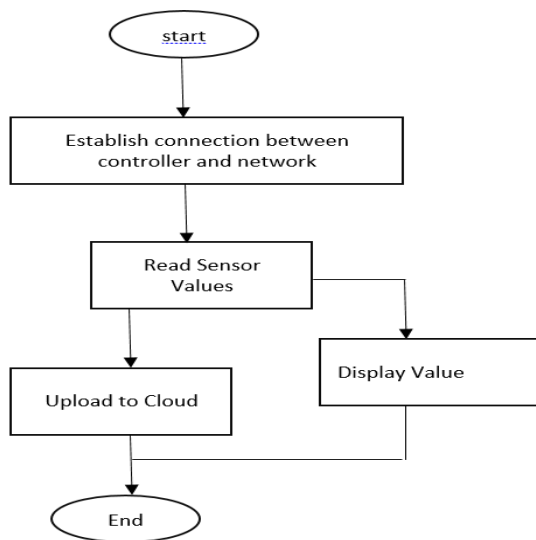 start
Establish connection between
controller and network
Read Sensor
Values
Upload to Cloud
Display Value
End